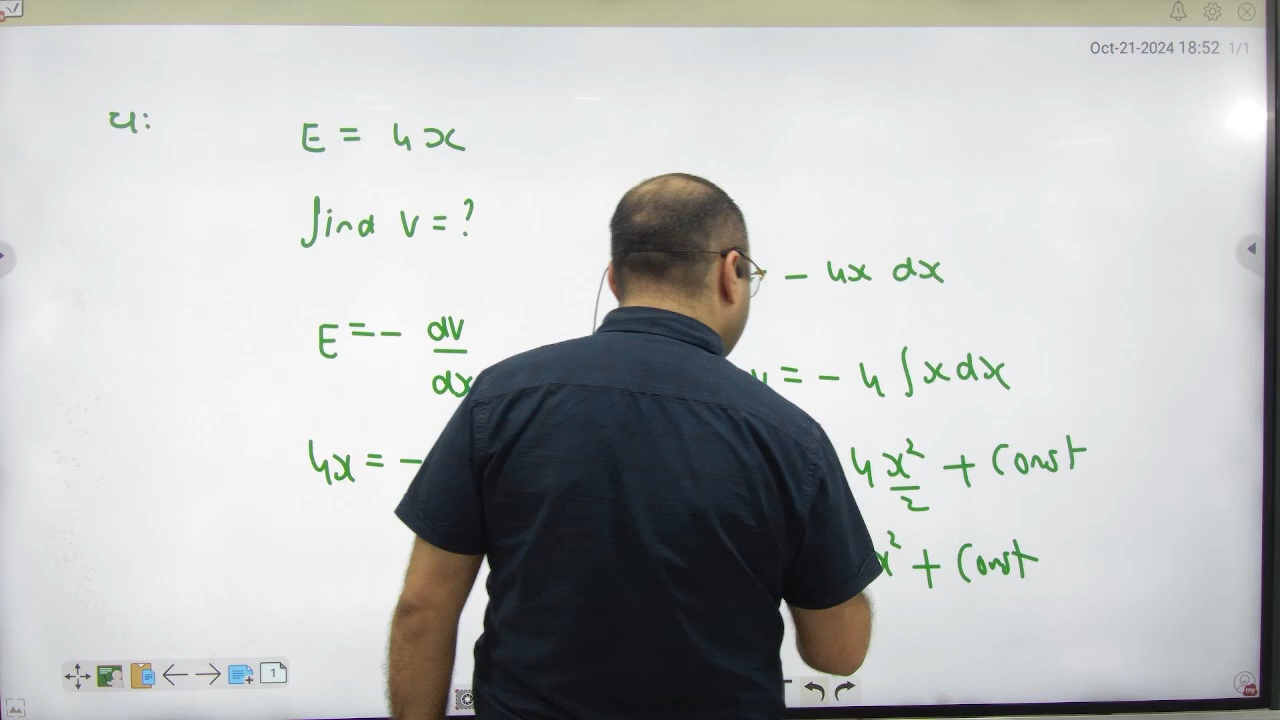 Oct-21-2024 18:52 1/1
4:
E = 4x
find V = ?
E = - dV/dx
4x = -
- 4x dx
V = - 4 ∫ x dx
4 x²/2 + Const
x² + Const
1